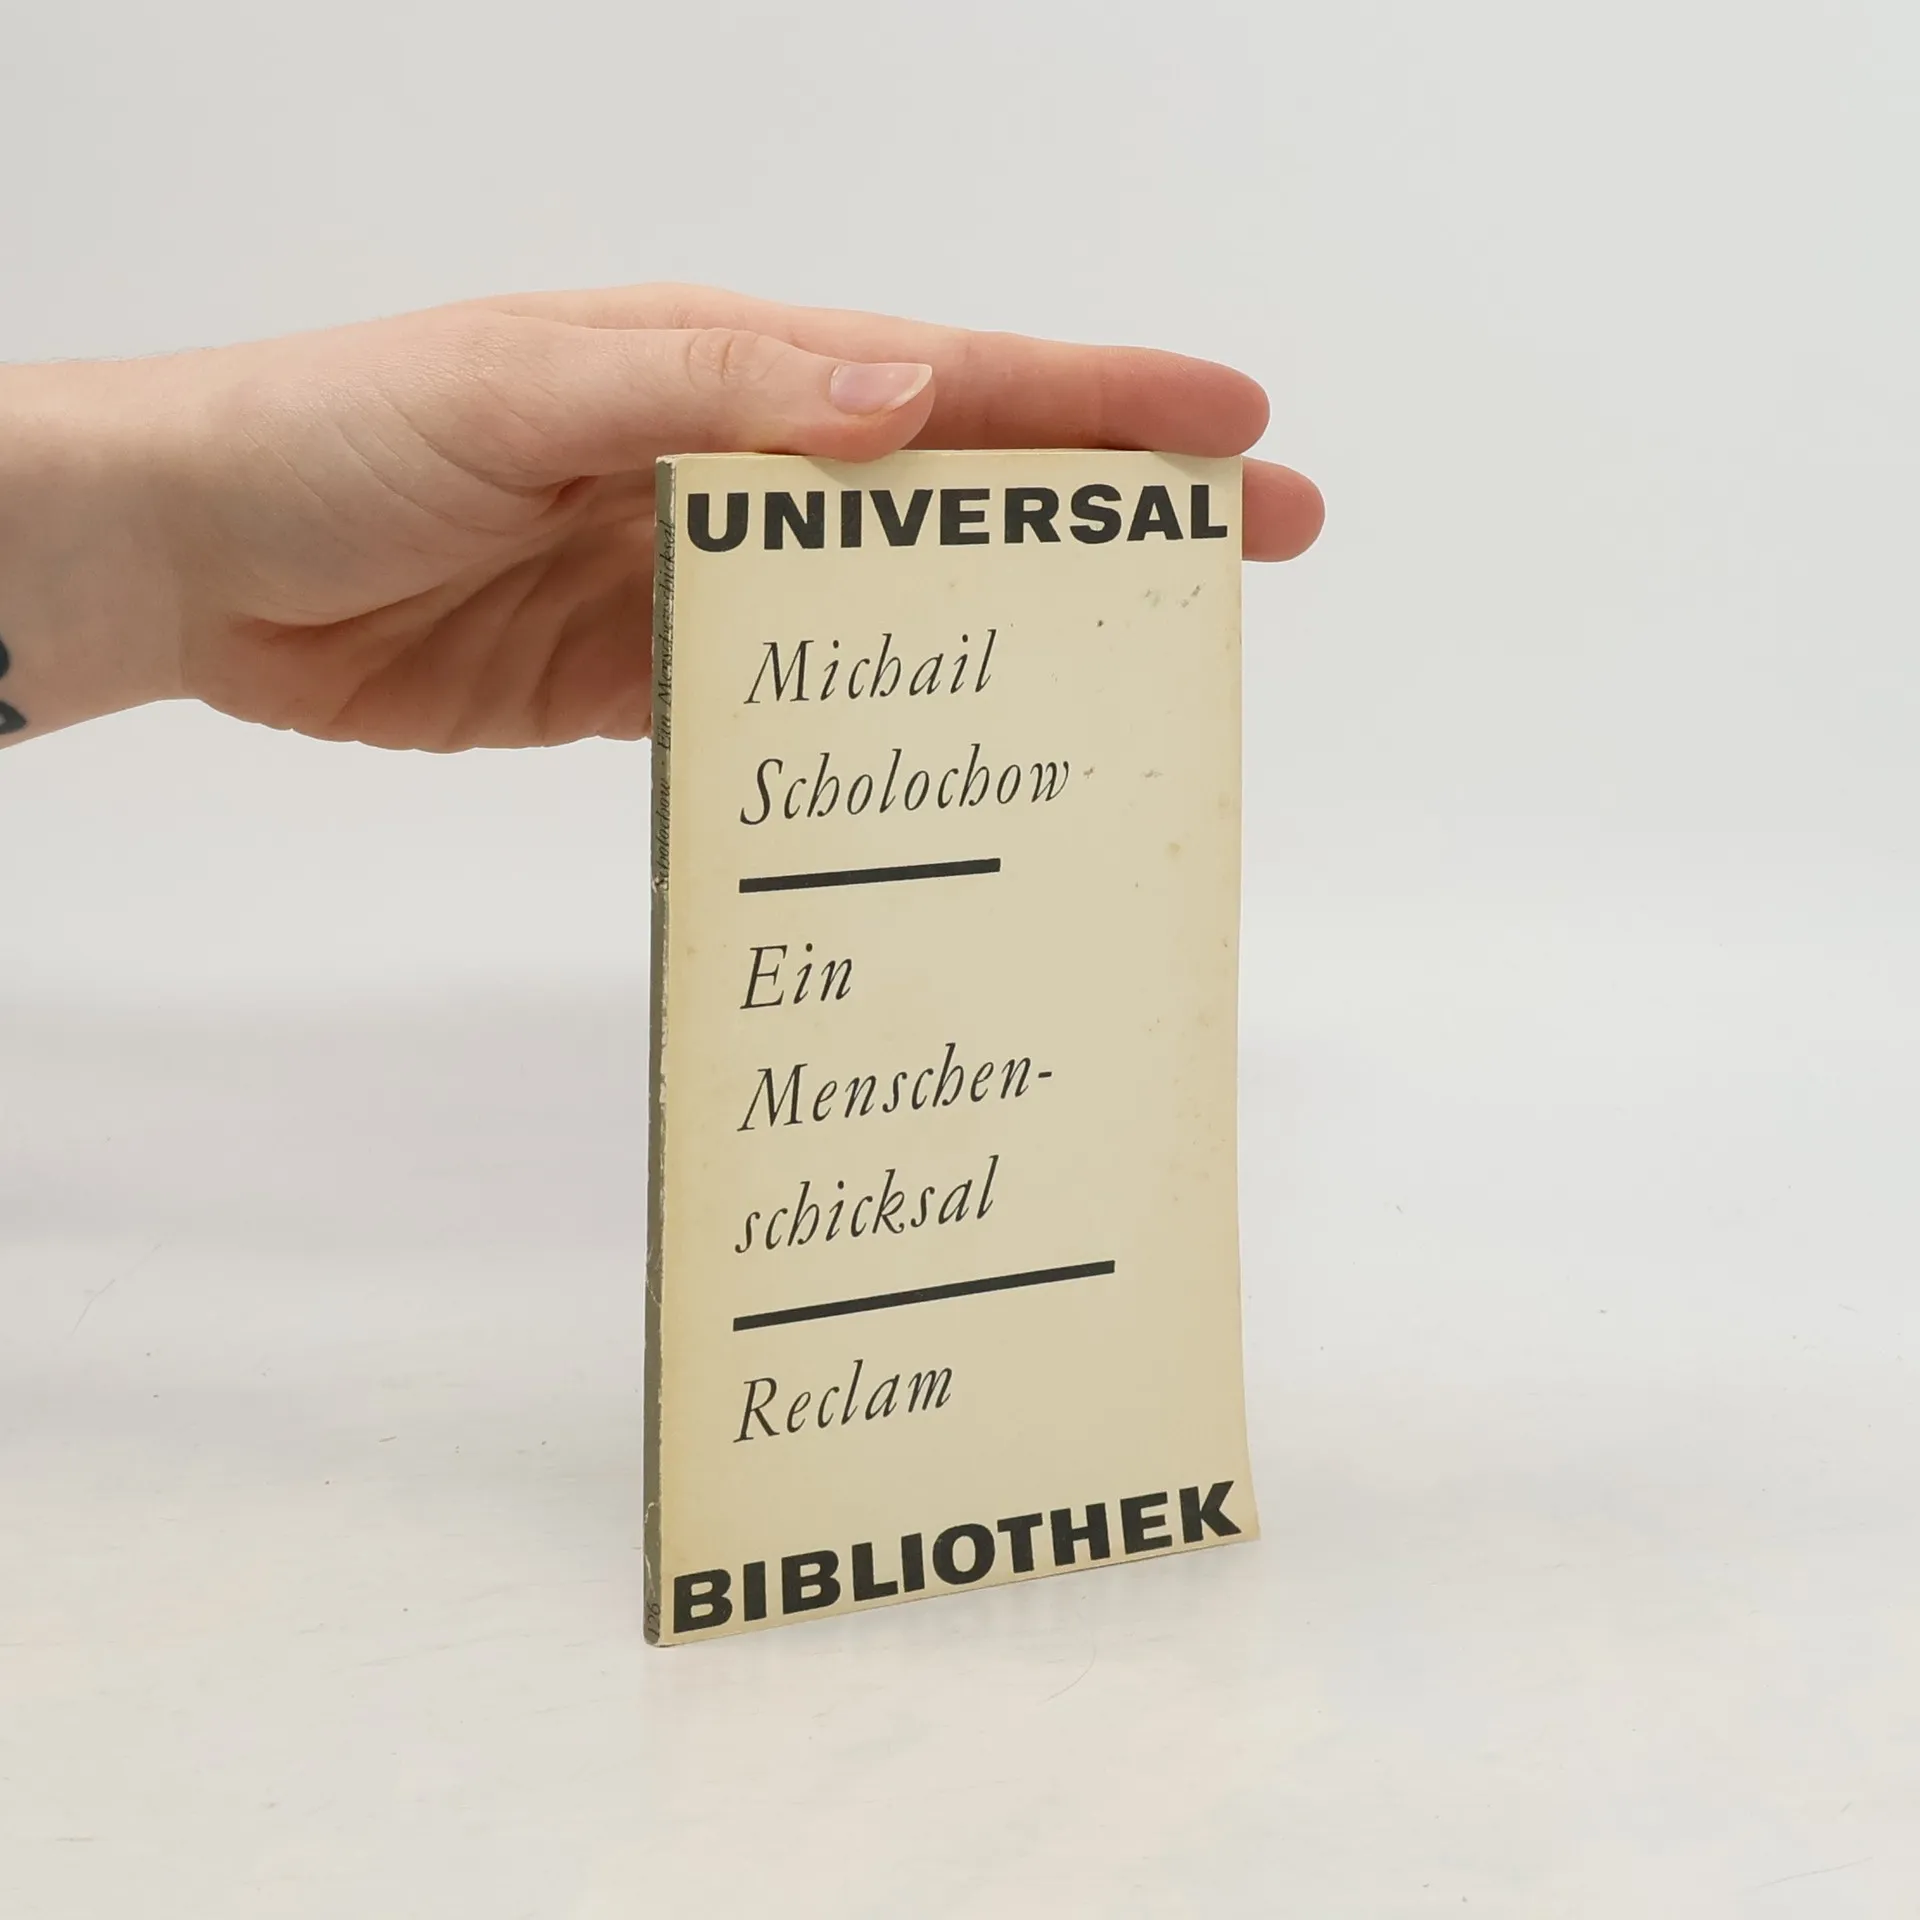 UNIVERSAL
Michail
Scholochow
Ein
Menschen-
schicksal
Reclam
BIBLIOTHEK
Scholochow · Ein Menschenschicksal
126